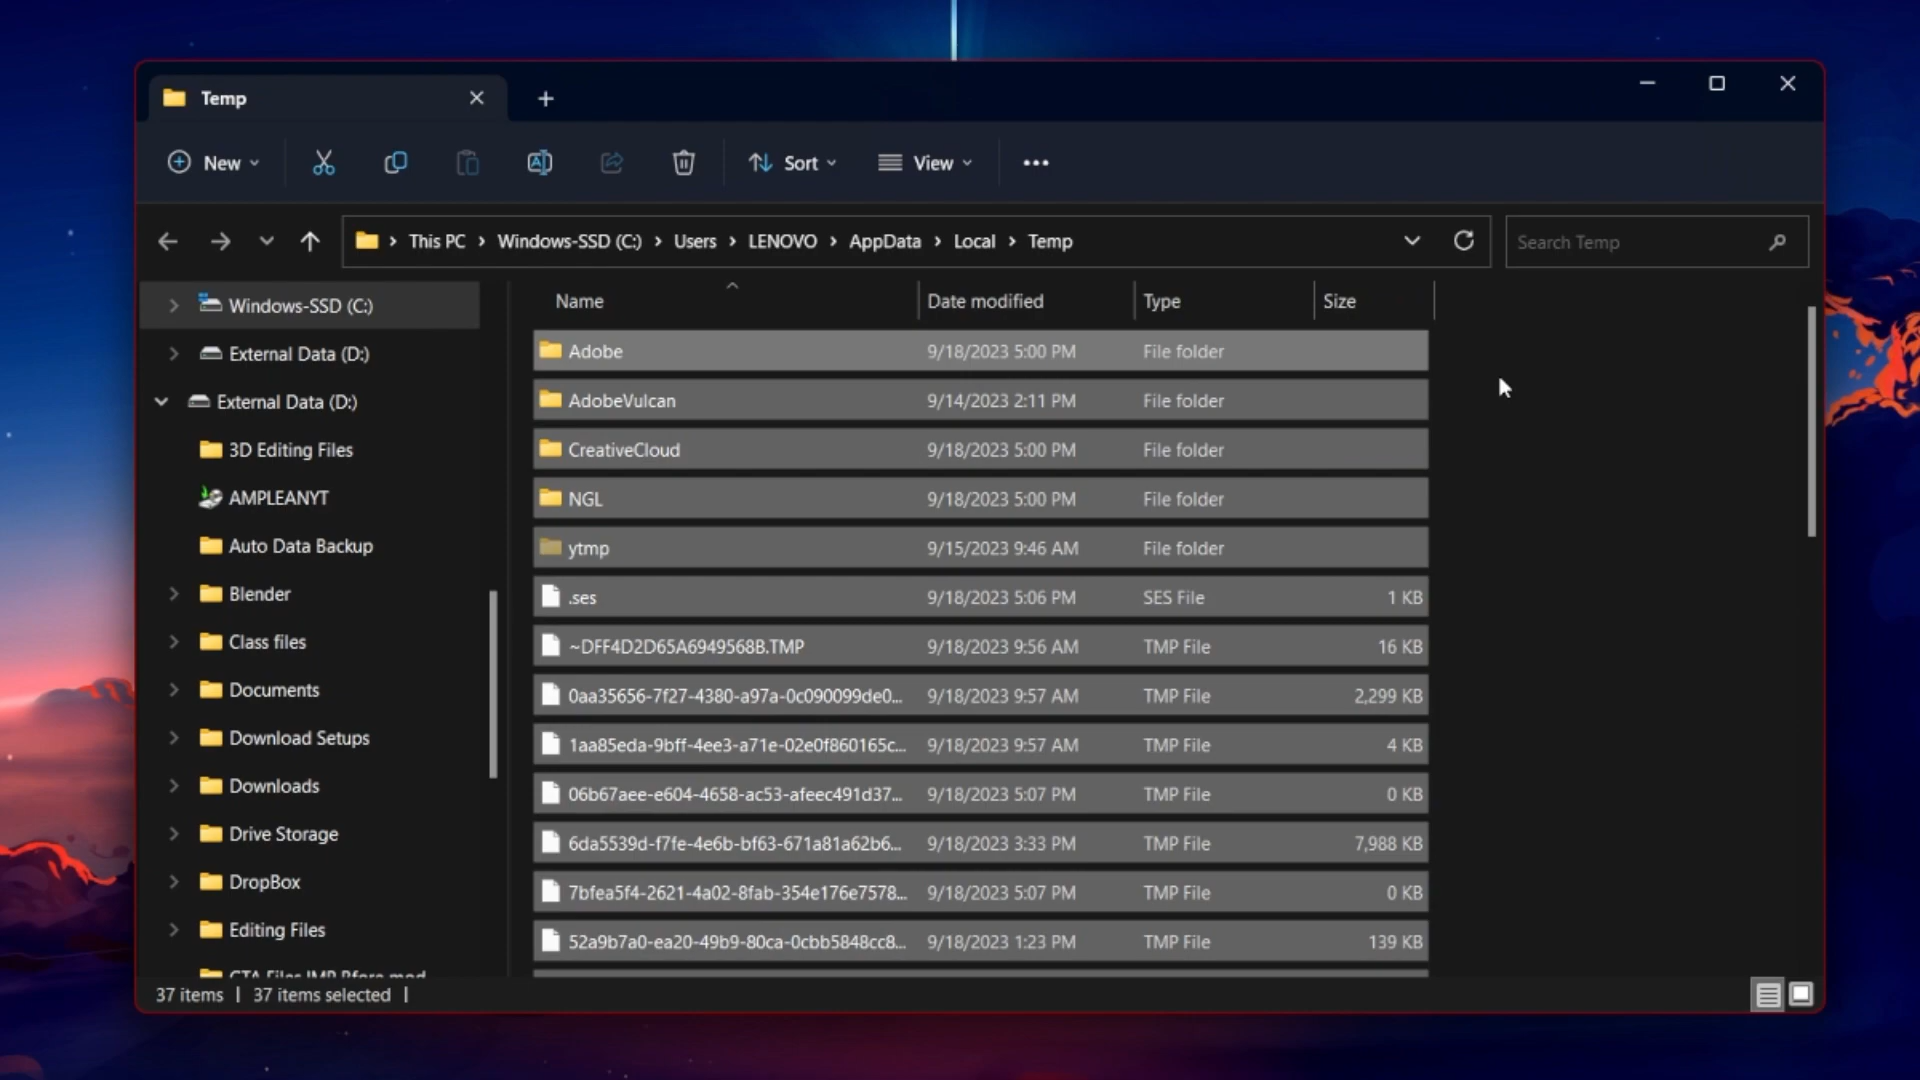 Temp
New
Sort
View
This PC > Windows-SSD (C:) > Users > LENOVO > AppData > Local > Temp
Search Temp
Windows-SSD (C:)
External Data (D:)
External Data (D:)
3D Editing Files
AMPLEANYT
Auto Data Backup
Blender
Class files
Documents
Download Setups
Downloads
Drive Storage
DropBox
Editing Files
GTA Files IMP Bfore mod
Name Date modified Type Size
Adobe 9/18/2023 5:00 PM File folder
AdobeVulcan 9/14/2023 2:11 PM File folder
CreativeCloud 9/18/2023 5:00 PM File folder
NGL 9/18/2023 5:00 PM File folder
ytmp 9/15/2023 9:46 AM File folder
.ses 9/18/2023 5:06 PM SES File 1 KB
~DFF4D2D65A6949568B.TMP 9/18/2023 9:56 AM TMP File 16 KB
0aa35656-7f27-4380-a97a-0c090099de0... 9/18/2023 9:57 AM TMP File 2,299 KB
1aa85eda-9bff-4ee3-a71e-02e0f860165c... 9/18/2023 9:57 AM TMP File 4 KB
06b67aee-e604-4658-ac53-afeec491d37... 9/18/2023 5:07 PM TMP File 0 KB
6da5539d-f7fe-4e6b-bf63-671a81a62b6... 9/18/2023 3:33 PM TMP File 7,988 KB
7bfea5f4-2621-4a02-8fab-354e176e7578... 9/18/2023 5:07 PM TMP File 0 KB
52a9b7a0-ea20-49b9-80ca-0cbb5848cc8... 9/18/2023 1:23 PM TMP File 139 KB
37 items | 37 items selected |